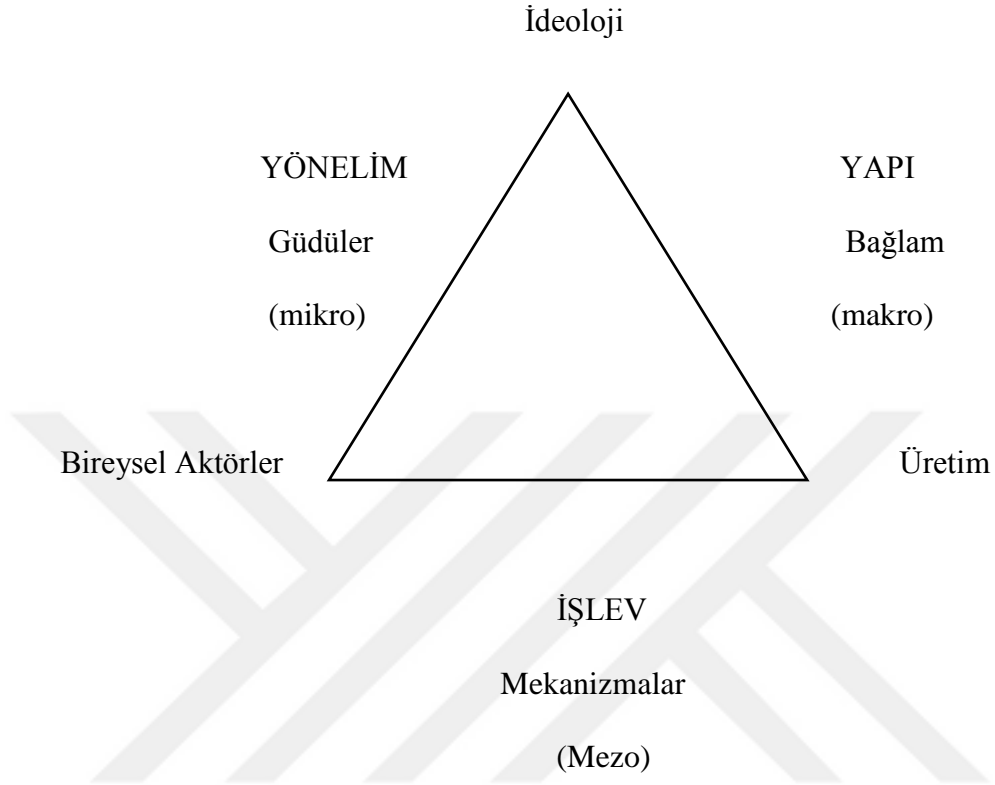 İdeoloji
YÖNELİM YAPI
Güdüler Bağlam
(mikro) (makro)
Bireysel Aktörler Üretim
İŞLEV
Mekanizmalar
(Mezo)